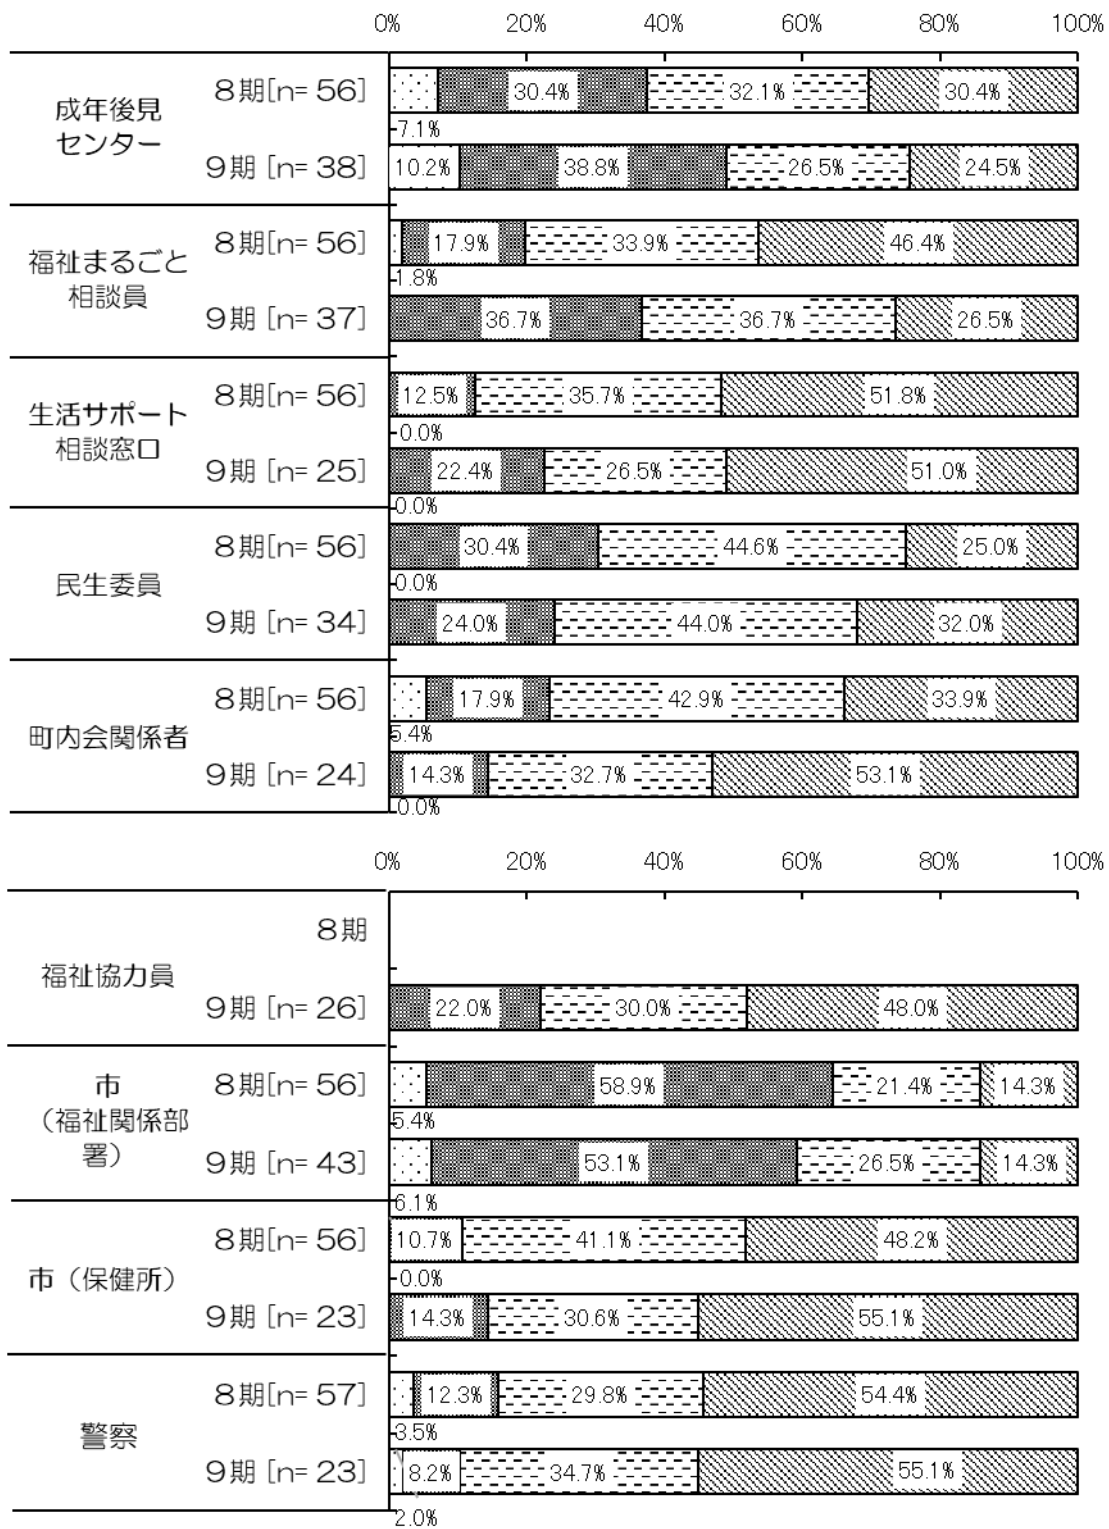 0% 20% 40% 60% 80% 100%
成年後見
センター
8期[n= 56] 30.4% 32.1% 30.4%
7.1%
9期 [n= 38] 10.2% 38.8% 26.5% 24.5%
福祉まるごと
相談員
8期[n= 56] 17.9% 33.9% 46.4%
1.8%
9期 [n= 37] 36.7% 36.7% 26.5%
生活サポート
相談窓口
8期[n= 56] 12.5% 35.7% 51.8%
0.0%
9期 [n= 25] 22.4% 26.5% 51.0%
0.0%
民生委員
8期[n= 56] 30.4% 44.6% 25.0%
0.0%
9期 [n= 34] 24.0% 44.0% 32.0%
町内会関係者
8期[n= 56] 17.9% 42.9% 33.9%
5.4%
9期 [n= 24] 14.3% 32.7% 53.1%
0.0%
0% 20% 40% 60% 80% 100%
福祉協力員
8期
9期 [n= 26] 22.0% 30.0% 48.0%
市
（福祉関係部
署）
8期[n= 56] 58.9% 21.4% 14.3%
5.4%
9期 [n= 43] 53.1% 26.5% 14.3%
6.1%
市（保健所）
8期[n= 56] 10.7% 41.1% 48.2%
0.0%
9期 [n= 23] 14.3% 30.6% 55.1%
警察
8期[n= 57] 12.3% 29.8% 54.4%
3.5%
9期 [n= 23] 8.2% 34.7% 55.1%
2.0%